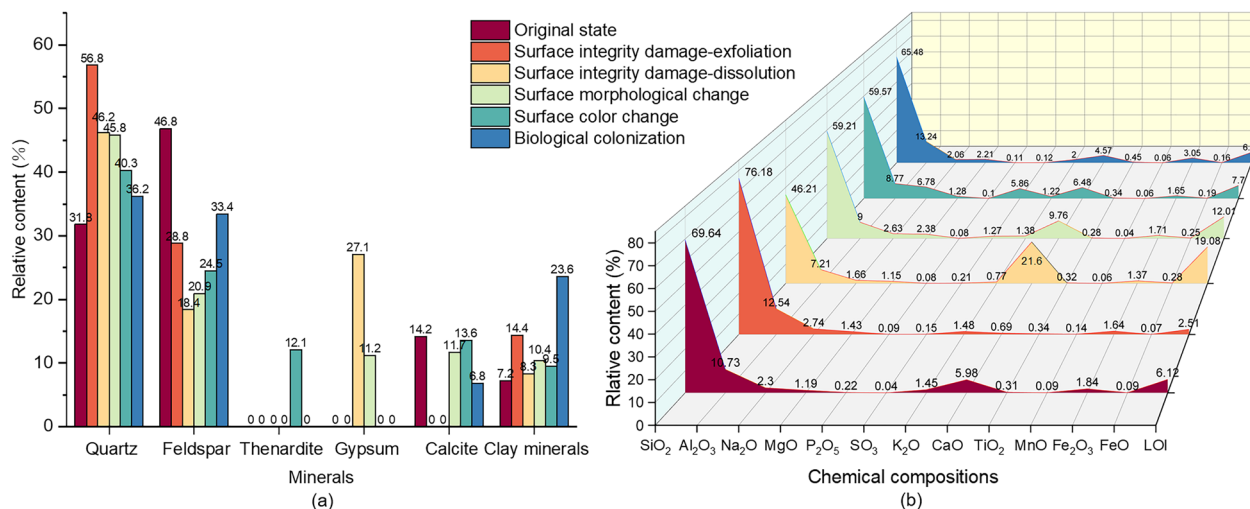 Original state
Surface integrity damage-exfoliation
Surface integrity damage-dissolution
Surface morphological change
Surface color change
Biological colonization
Relative content (%)
60
50
40
30
20
10
0
31.8 56.8 46.2 45.8 40.3 36.2
46.8 28.8 18.4 20.9 24.5 33.4
0 0 0 0 12.1 0
0 0 27.1 11.2 0 0
14.2 0 0 11.7 13.6 6.8
7.2 14.4 8.3 10.4 9.5 23.6
Quartz Feldspar Thenardite Gypsum Calcite Clay minerals
Minerals
(a)
Rlative content (%)
80
70
60
50
40
30
20
10
0
65.48 13.24 2.06 2.21 0.11 0.12 2 4.57 0.45 0.06 3.05 0.16
59.57 8.77 6.78 1.28 0.1 5.86 1.22 6.48 0.34 0.06 1.65 0.19 7.7
59.21 9 2.63 2.38 0.08 1.27 1.38 9.76 0.28 0.04 1.71 0.25 12.01
46.21 7.21 1.66 1.15 0.08 0.21 0.77 21.6 0.32 0.06 1.37 0.28 19.08
76.18 12.54 2.74 1.43 0.09 0.15 1.48 0.69 0.34 0.14 1.64 0.07 2.51
69.64 10.73 2.3 1.19 0.22 0.04 1.45 5.98 0.31 0.09 1.84 0.09 6.12
SiO₂ Al₂O₃ Na₂O MgO P₂O₅ SO₃ K₂O CaO TiO₂ MnO Fe₂O₃ FeO LOI
Chemical compositions
(b)